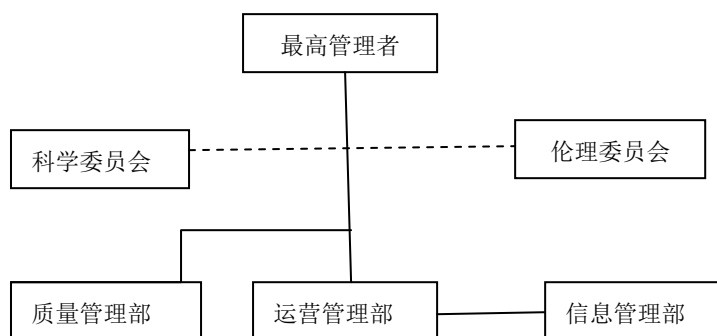 最高管理者
科学委员会
伦理委员会
质量管理部
运营管理部
信息管理部